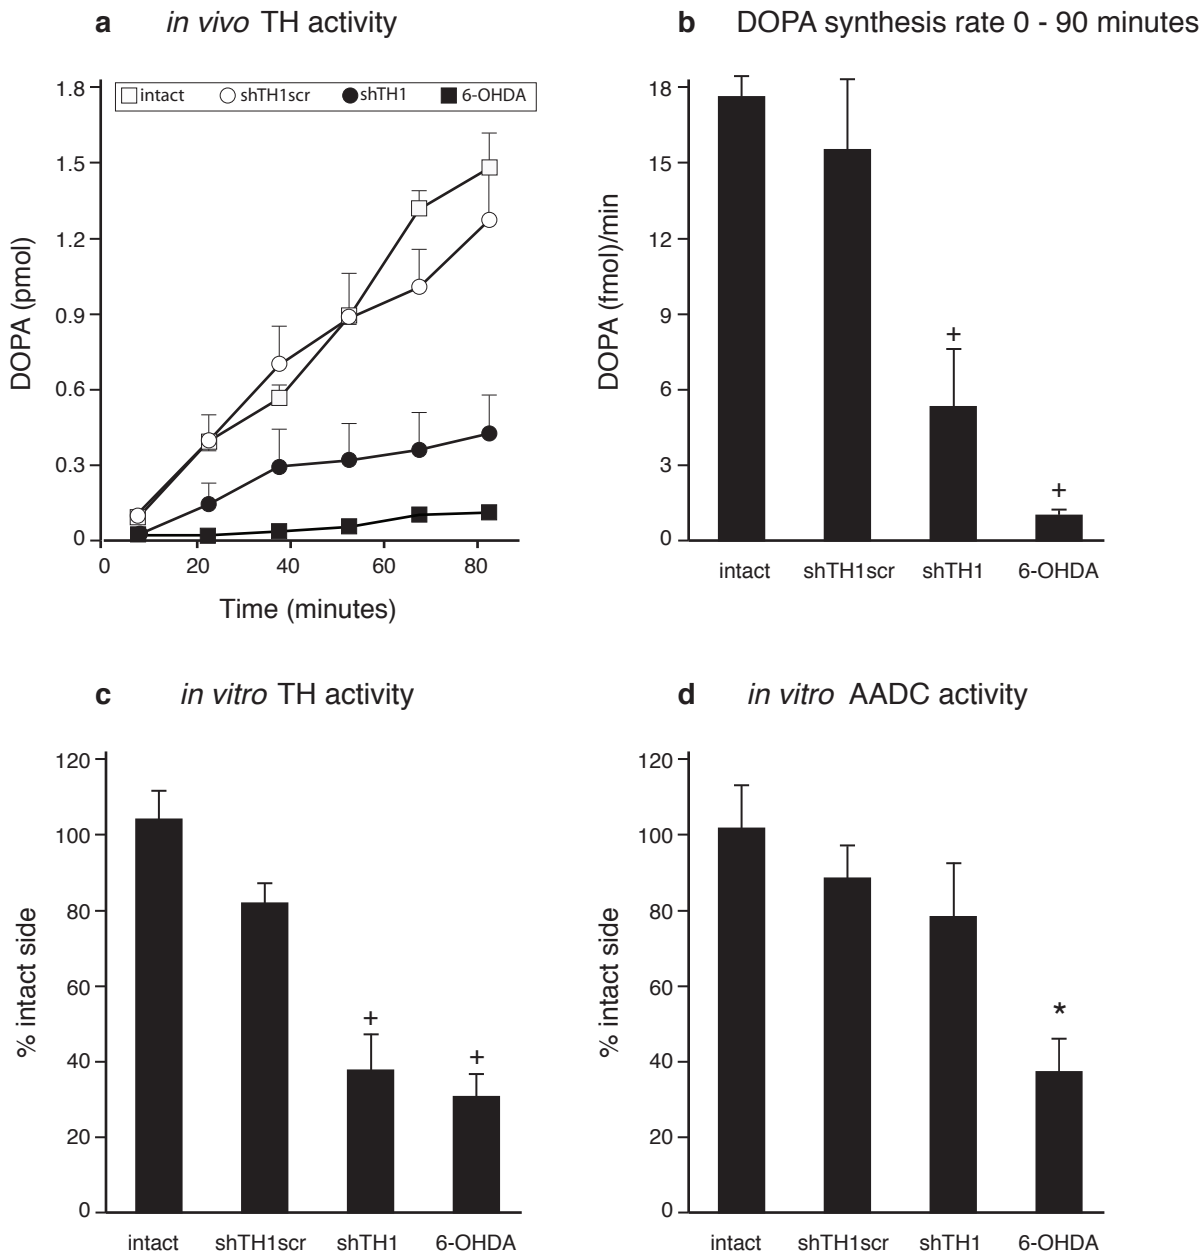 a in vivo TH activity
intact shTH1scr shTH1 6-OHDA
DOPA (pmol)
1.8
1.5
1.2
0.9
0.6
0.3
0
0 20 40 60 80
Time (minutes)
b DOPA synthesis rate 0 - 90 minutes
DOPA (fmol)/min
18
15
12
9
6
3
0
+
+
intact shTH1scr shTH1 6-OHDA
c in vitro TH activity
% intact side
120
100
80
60
40
20
0
+
+
intact shTH1scr shTH1 6-OHDA
d in vitro AADC activity
% intact side
120
100
80
60
40
20
0
*
intact shTH1scr shTH1 6-OHDA